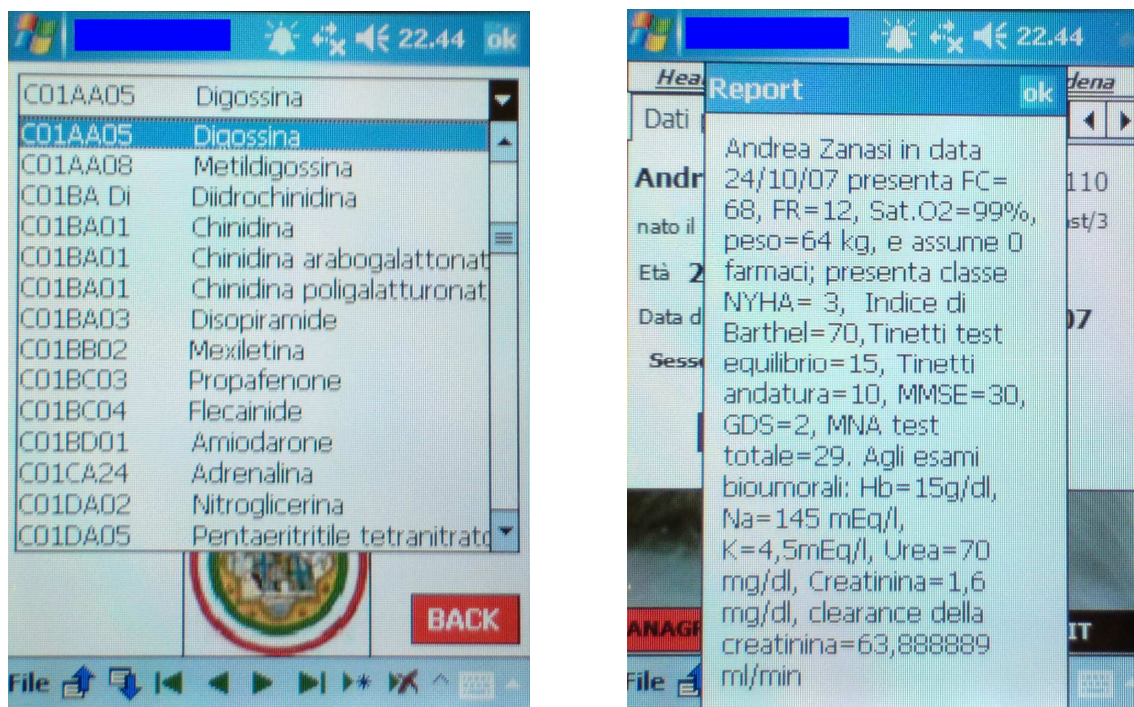 22.44 ok
C01AA05 Digossina
C01AA05 Digossina
C01AA08 Metildigossina
C01BA Di Diidrochinidina
C01BA01 Chinidina
C01BA01 Chinidina arabogalattonat
C01BA01 Chinidina poligalatturonat
C01BA03 Disopiramide
C01BB02 Mexiletina
C01BC03 Propafenone
C01BC04 Flecainide
C01BD01 Amiodarone
C01CA24 Adrenalina
C01DA02 Nitroglicerina
C01DA05 Pentaeritritile tetranitrato
BACK
File
22.44
Hea dena
Report ok
Dati
Andrea Zanasi in data
Andr 24/10/07 presenta FC= 110
nato il 68, FR=12, Sat.O2=99%, st/3
peso=64 kg, e assume 0
Età 2 farmaci; presenta classe
NYHA= 3, Indice di
Data d Barthel=70,Tinetti test 07
Sess equilibrio=15, Tinetti
andatura=10, MMSE=30,
GDS=2, MNA test
totale=29. Agli esami
bioumorali: Hb=15g/dl,
Na=145 mEq/l,
K=4,5mEq/l, Urea=70
mg/dl, Creatinina=1,6
ANAGR mg/dl, clearance della IT
creatinina=63,888889
File ml/min